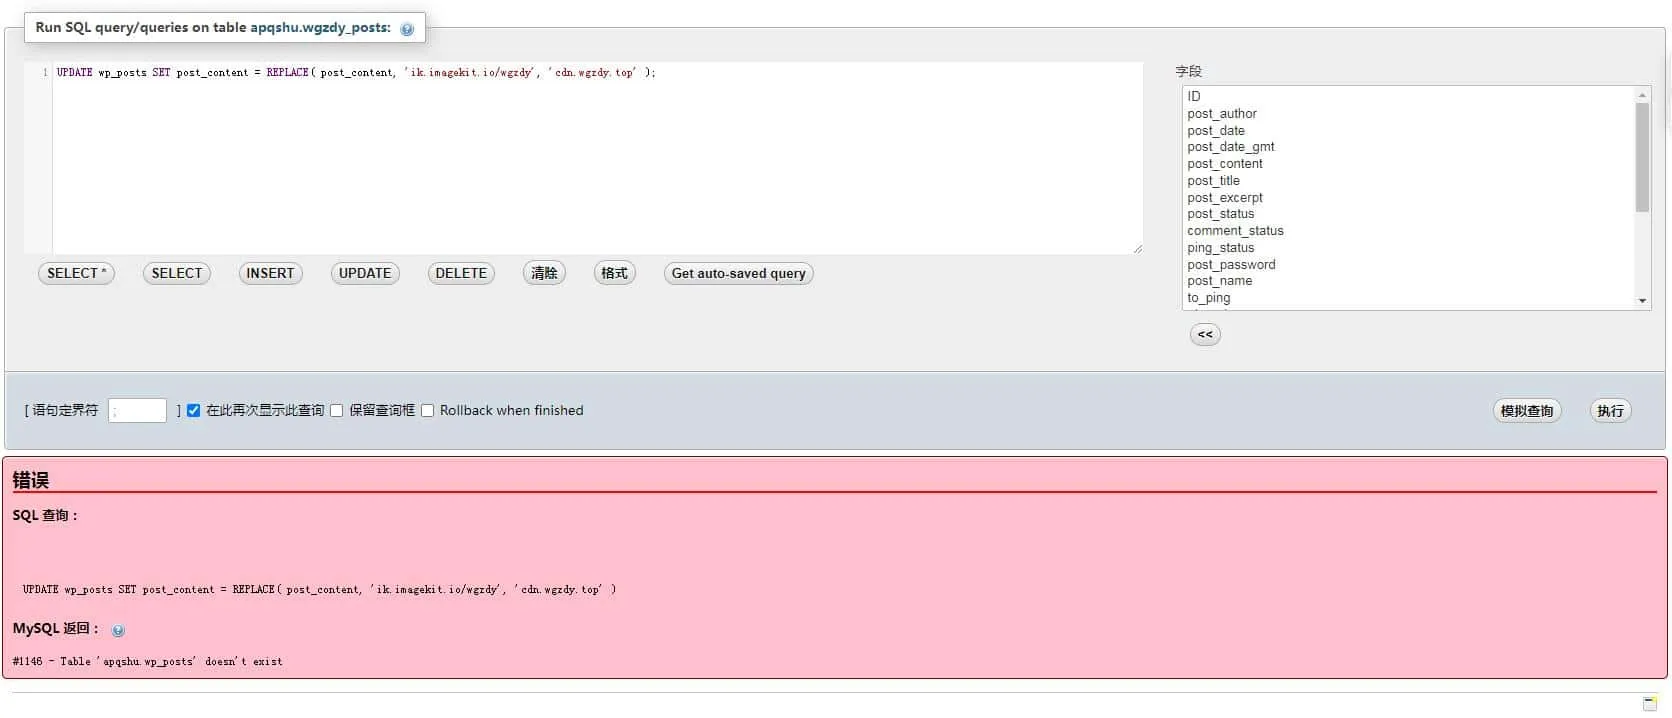 Run SQL query/queries on table apqshu.wgzdy_posts:
1 UPDATE wp_posts SET post_content = REPLACE( post_content, 'ik.imagekit.io/wgzdy', 'cdn.wgzdy.top' );
字段
ID
post_author
post_date
post_date_gmt
post_content
post_title
post_excerpt
post_status
comment_status
ping_status
post_password
post_name
to_ping
<<
SELECT * SELECT INSERT UPDATE DELETE 清除 格式 Get auto-saved query
[ 语句定界符 ; ] 在此再次显示此查询 保留查询框 Rollback when finished 模拟查询 执行
错误
SQL 查询：
UPDATE wp_posts SET post_content = REPLACE( post_content, 'ik.imagekit.io/wgzdy', 'cdn.wgzdy.top' )
MySQL 返回：
#1146 - Table 'apqshu.wp_posts' doesn't exist